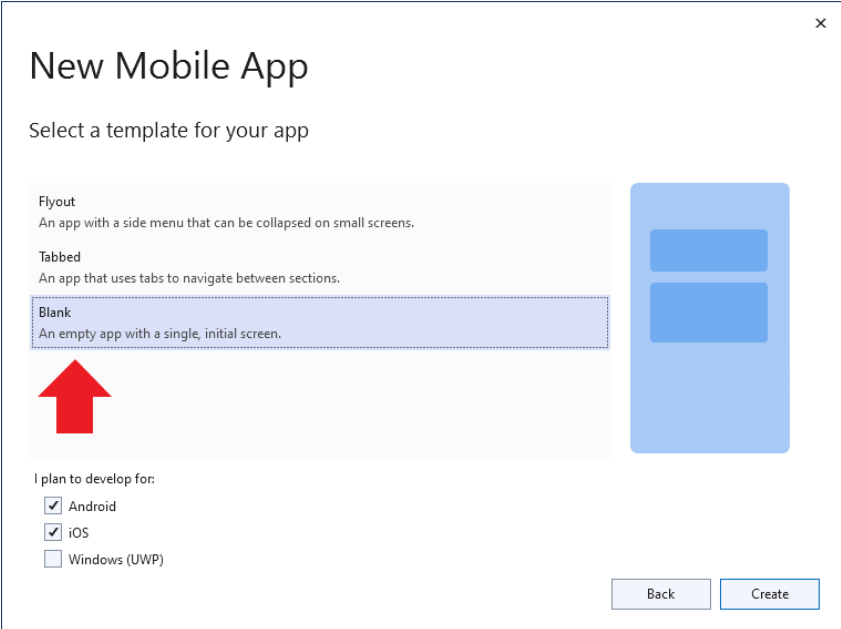 New Mobile App
Select a template for your app
Flyout
An app with a side menu that can be collapsed on small screens.
Tabbed
An app that uses tabs to navigate between sections.
Blank
An empty app with a single, initial screen.
I plan to develop for:
Android
iOS
Windows (UWP)
Back
Create